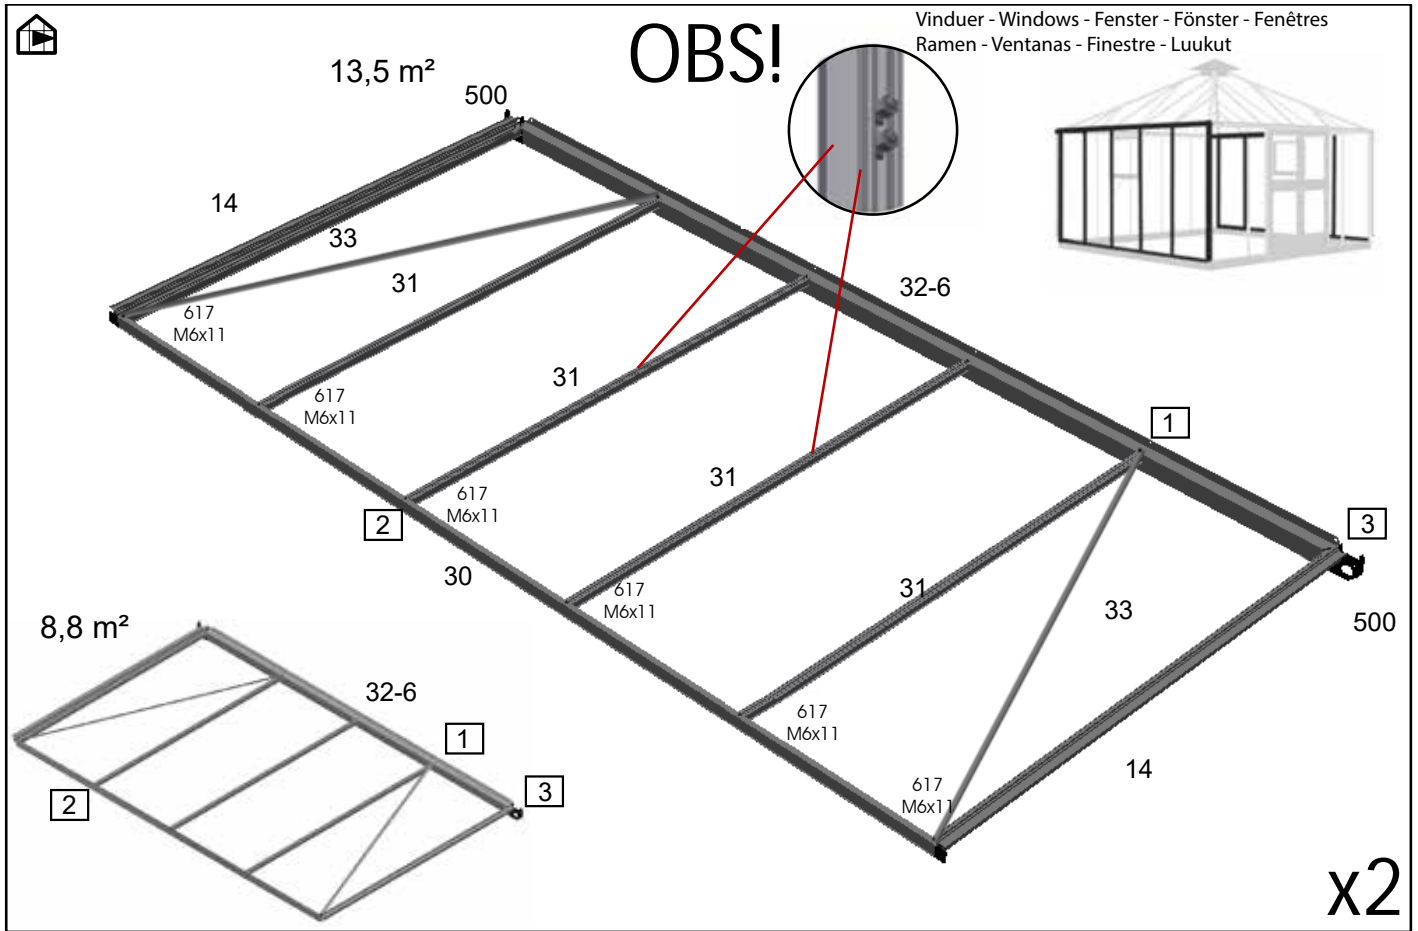 OBS!
Vinduer - Windows - Fenster - Fönster - Fenêtres
Ramen - Ventanas - Finestre - Luukut
13,5 m²
500
14
33
31
617
M6x11
32-6
31
617
M6x11
1
31
617
M6x11
2
3
30
617
M6x11
31
33
500
8,8 m²
32-6
1
617
M6x11
14
2
3
617
M6x11
x2